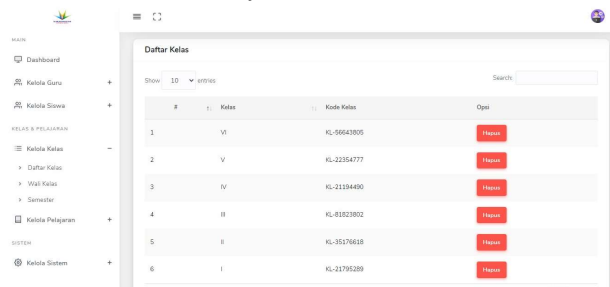 MAIN
Dashboard
Kelola Guru +
Kelola Siswa +
KELAS & PELAJARAN
Kelola Kelas −
> Daftar Kelas
> Wali Kelas
> Semester
Kelola Pelajaran +
SISTEM
Kelola Sistem +
Daftar Kelas
Show 10 entries
Search:
# Kelas Kode Kelas Opsi
1 VI KL-56643805 Hapus
2 V KL-22354777 Hapus
3 IV KL-21194490 Hapus
4 III KL-81823802 Hapus
5 II KL-35176618 Hapus
6 I KL-21795289 Hapus